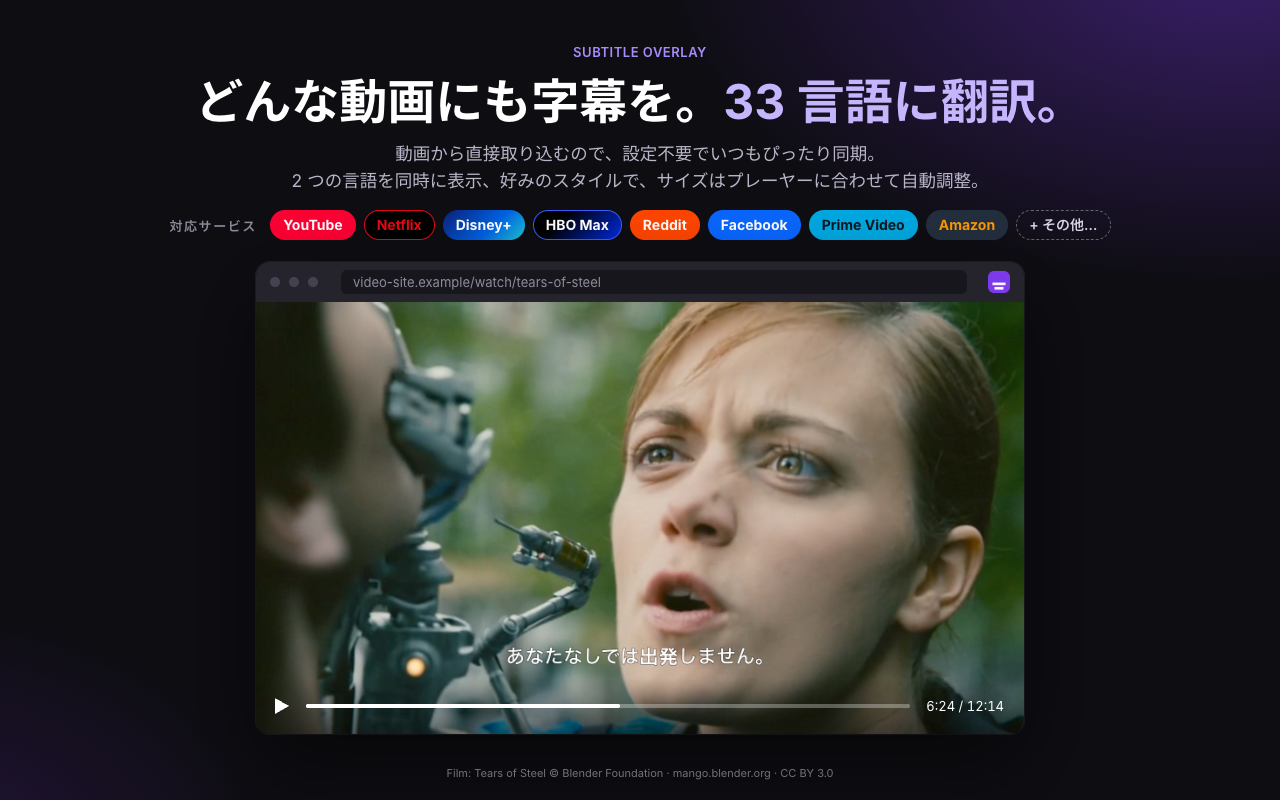 SUBTITLE OVERLAY
どんな動画にも字幕を。33 言語に翻訳。
動画から直接取り込むので、設定不要でいつもぴったり同期。
2 つの言語を同時に表示、好みのスタイルで、サイズはプレーヤーに合わせて自動調整。
対応サービス YouTube Netflix Disney+ HBO Max Reddit Facebook Prime Video Amazon + その他...
video-site.example/watch/tears-of-steel
あなたなしでは出発しません。
6:24 / 12:14
Film: Tears of Steel © Blender Foundation · mango.blender.org · CC BY 3.0